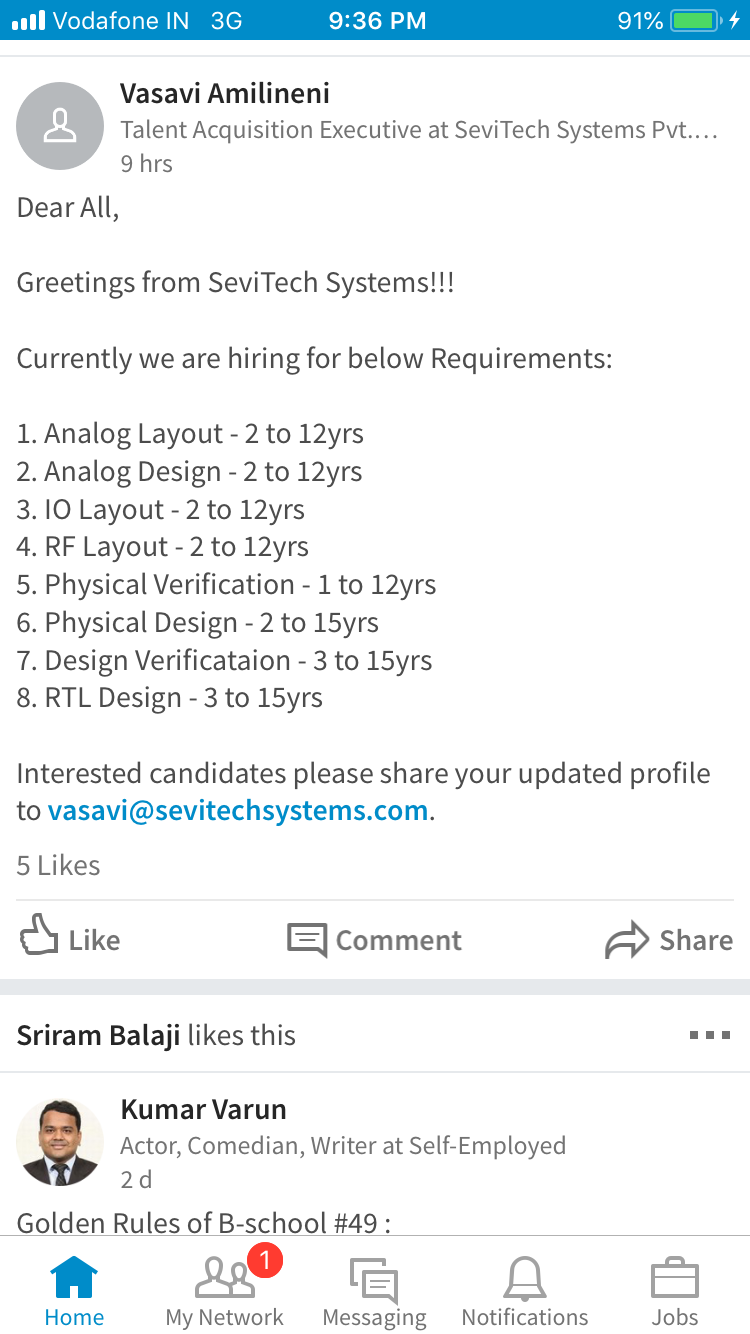 Vodafone IN 3G 9:36 PM 91%
Vasavi Amilineni
Talent Acquisition Executive at SeviTech Systems Pvt....
9 hrs
Dear All,
Greetings from SeviTech Systems!!!
Currently we are hiring for below Requirements:
1. Analog Layout - 2 to 12yrs
2. Analog Design - 2 to 12yrs
3. IO Layout - 2 to 12yrs
4. RF Layout - 2 to 12yrs
5. Physical Verification - 1 to 12yrs
6. Physical Design - 2 to 15yrs
7. Design Verificataion - 3 to 15yrs
8. RTL Design - 3 to 15yrs
Interested candidates please share your updated profile
to vasavi@sevitechsystems.com.
5 Likes
Like Comment Share
Sriram Balaji likes this
Kumar Varun
Actor, Comedian, Writer at Self-Employed
2 d
Golden Rules of B-school #49 :
1
Home My Network Messaging Notifications Jobs